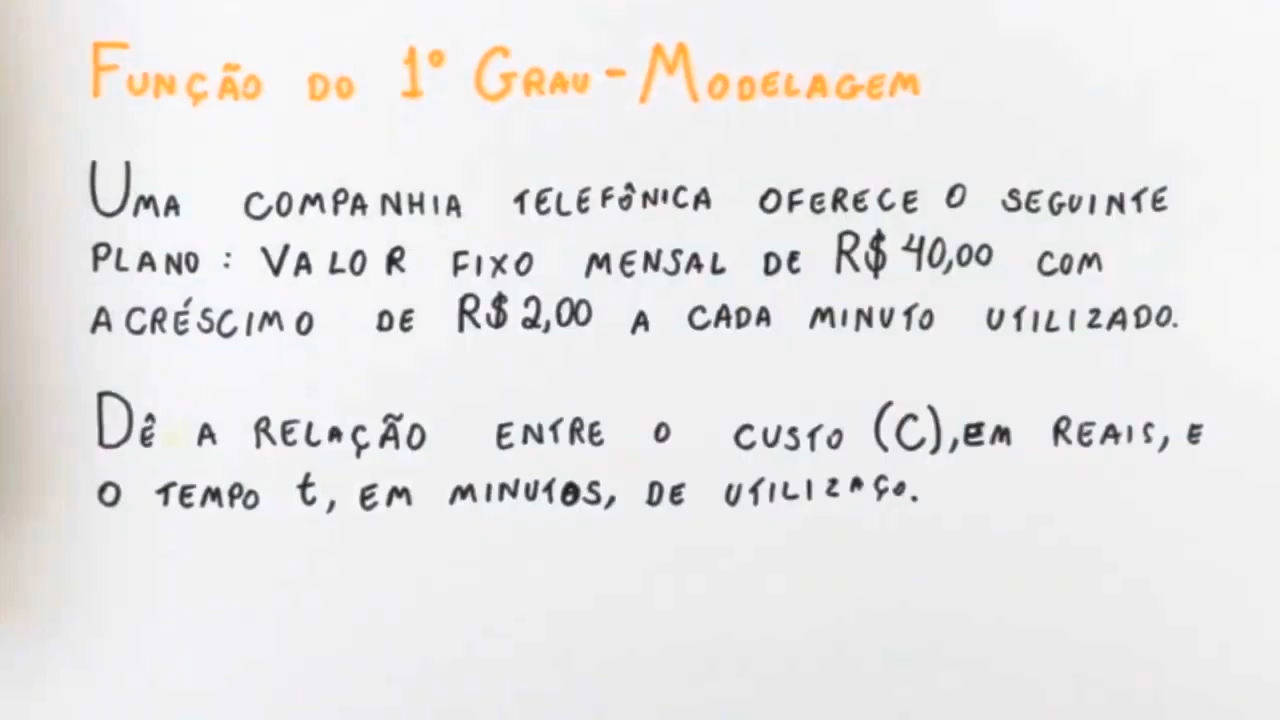 FUNÇÃO DO 1º GRAU - MODELAGEM
UMA COMPANHIA TELEFÔNICA OFERECE O SEGUINTE
PLANO: VALOR FIXO MENSAL DE R$ 40,00 COM
ACRÉSCIMO DE R$ 2,00 A CADA MINUTO UTILIZADO.
DÊ A RELAÇÃO ENTRE O CUSTO (C), EM REAIS, E
O TEMPO t, EM MINUTOS, DE UTILIZAÇO.